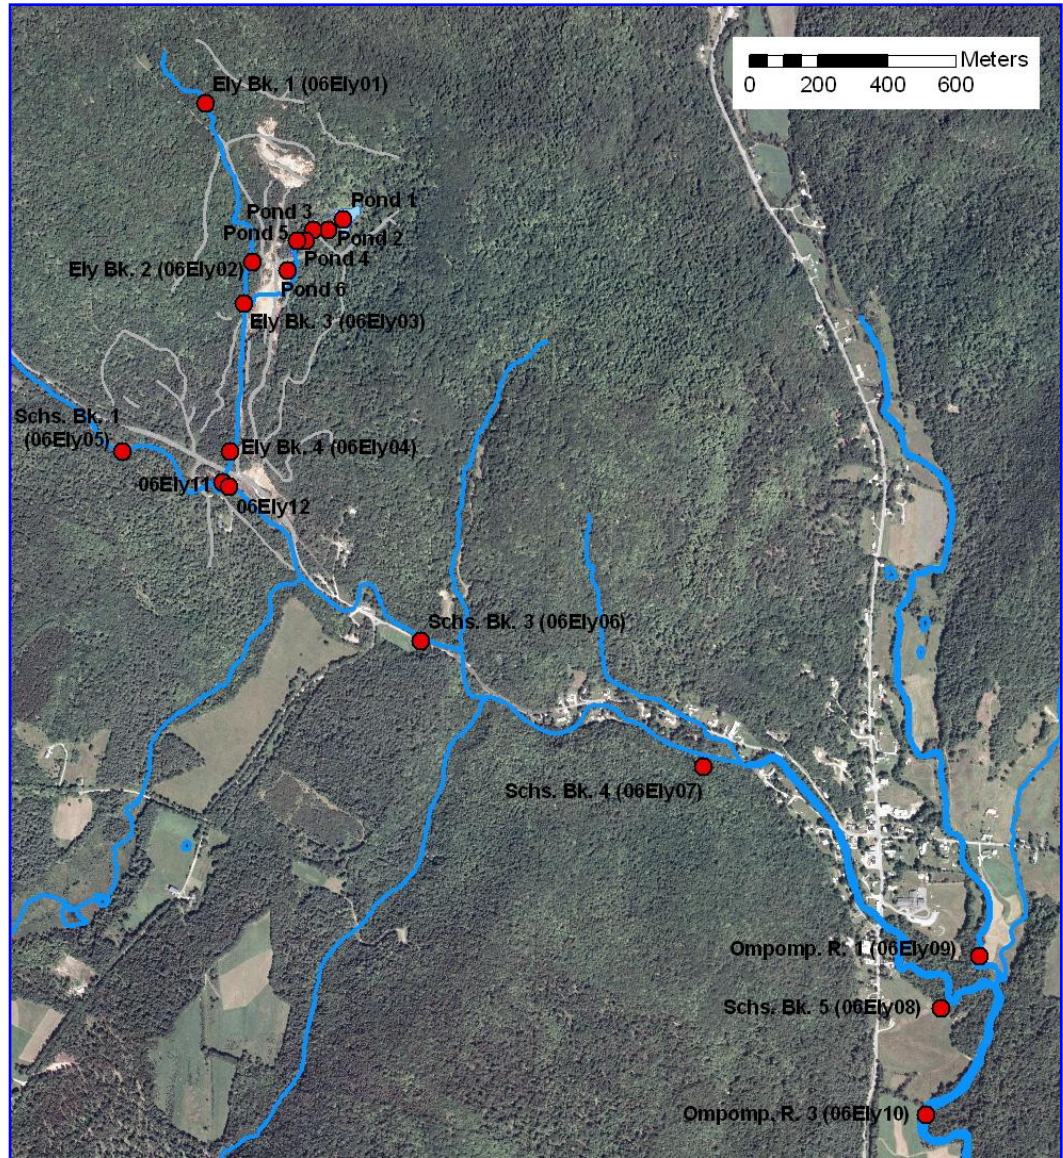 Meters
0 200 400 600
Ely Bk. 1 (06Ely01)
Pond 1
Pond 3
Pond 5
Pond 2
Ely Bk. 2 (06Ely02)
Pond 4
Pond 6
Ely Bk. 3 (06Ely03)
Schs. Bk. 1
(06Ely05)
Ely Bk. 4 (06Ely04)
06Ely11
06Ely12
Schs. Bk. 3 (06Ely06)
Schs. Bk. 4 (06Ely07)
Ompomp. R. 1 (06Ely09)
Schs. Bk. 5 (06Ely08)
Ompomp. R. 3 (06Ely10)